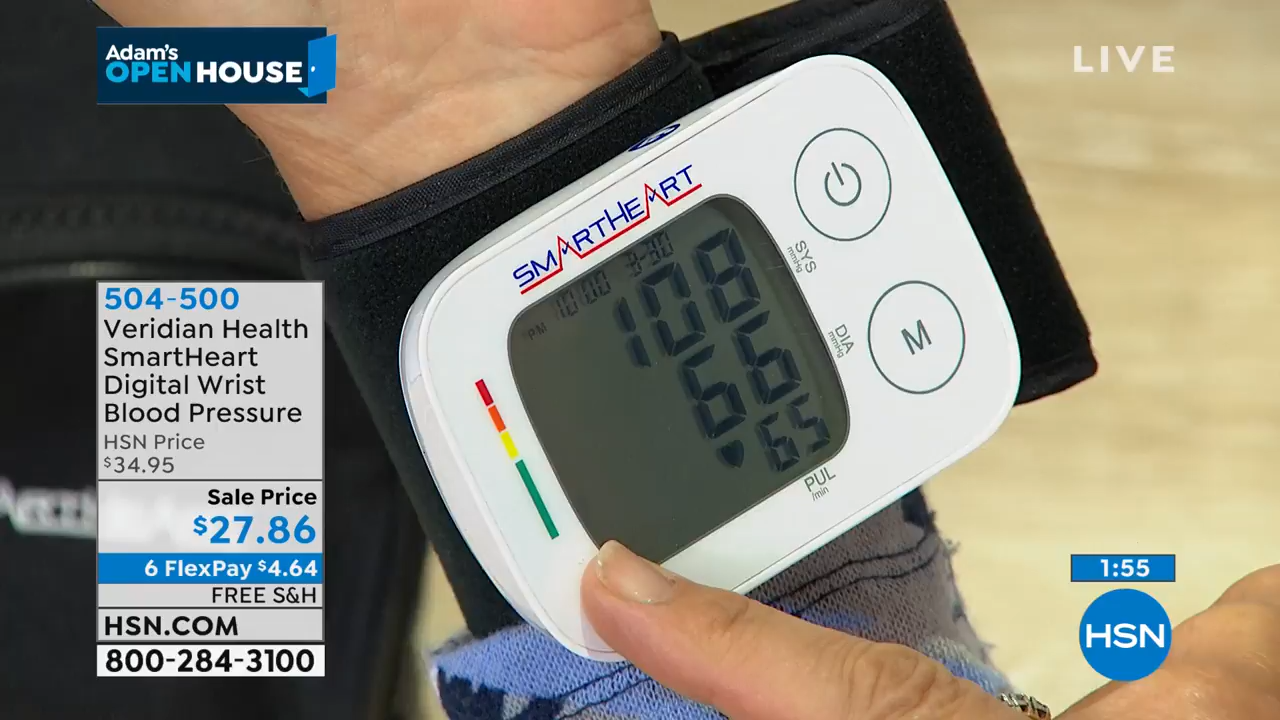 Adam's
OPEN HOUSE
LIVE
504-500
Veridian Health
SmartHeart
Digital Wrist
Blood Pressure
HSN Price
$34.95
Sale Price
$27.86
6 FlexPay $4.64
FREE S&H
HSN.COM
800-284-3100
SMARTHEART
PM 10:00 8-30
108
66
65
SYS
mmHg
DIA
mmHg
PUL
/min
M
1:55
HSN